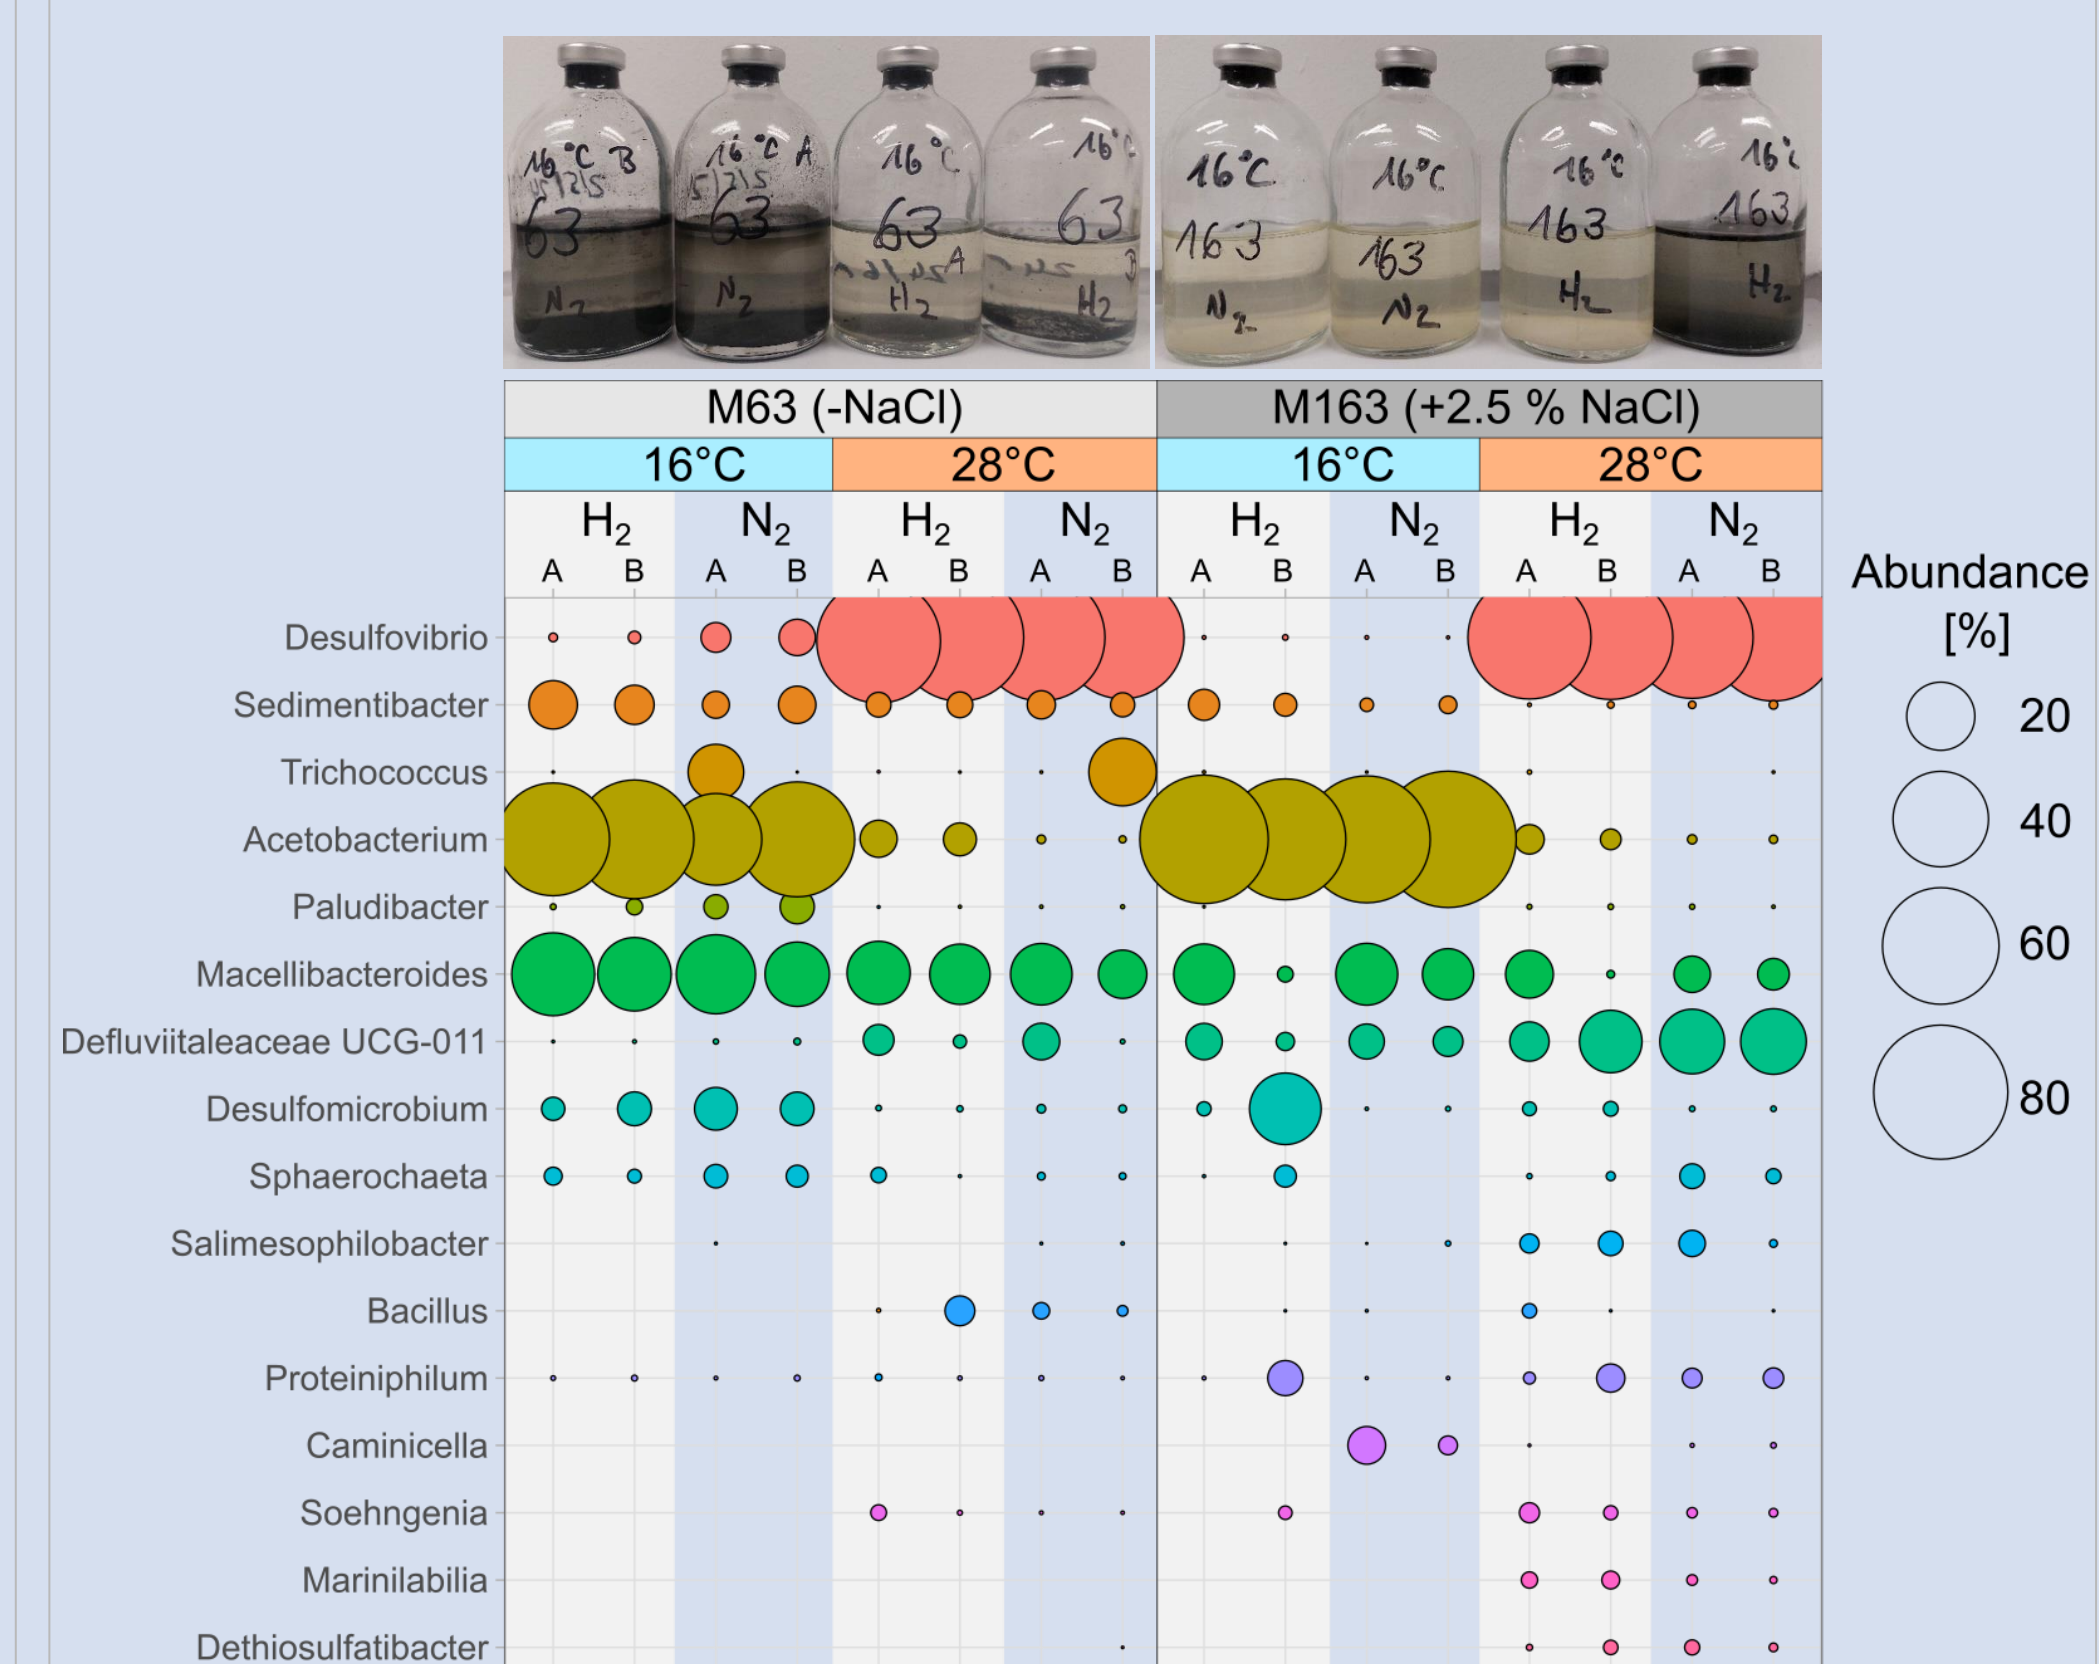 16°C B
16°C A
16°C
16°
16°C
16°C
16°C
16°C
63
63
63
63
163
163
163
163
A
B
N2
N2
H2
H2
N2
N2
H2
H2
M63 (-NaCl)
M163 (+2.5 % NaCl)
16°C
28°C
16°C
28°C
H₂ N₂ H₂ N₂ H₂ N₂ H₂ N₂
A B A B A B A B A B A B A B A B
Abundance
[%]
20
40
60
80
Desulfovibrio
Sedimentibacter
Trichococcus
Acetobacterium
Paludibacter
Macellibacteroides
Defluviitaleaceae UCG-011
Desulfomicrobium
Sphaerochaeta
Salimesophilobacter
Bacillus
Proteiniphilum
Caminicella
Soehngenia
Marinilabilia
Dethiosulfatibacter